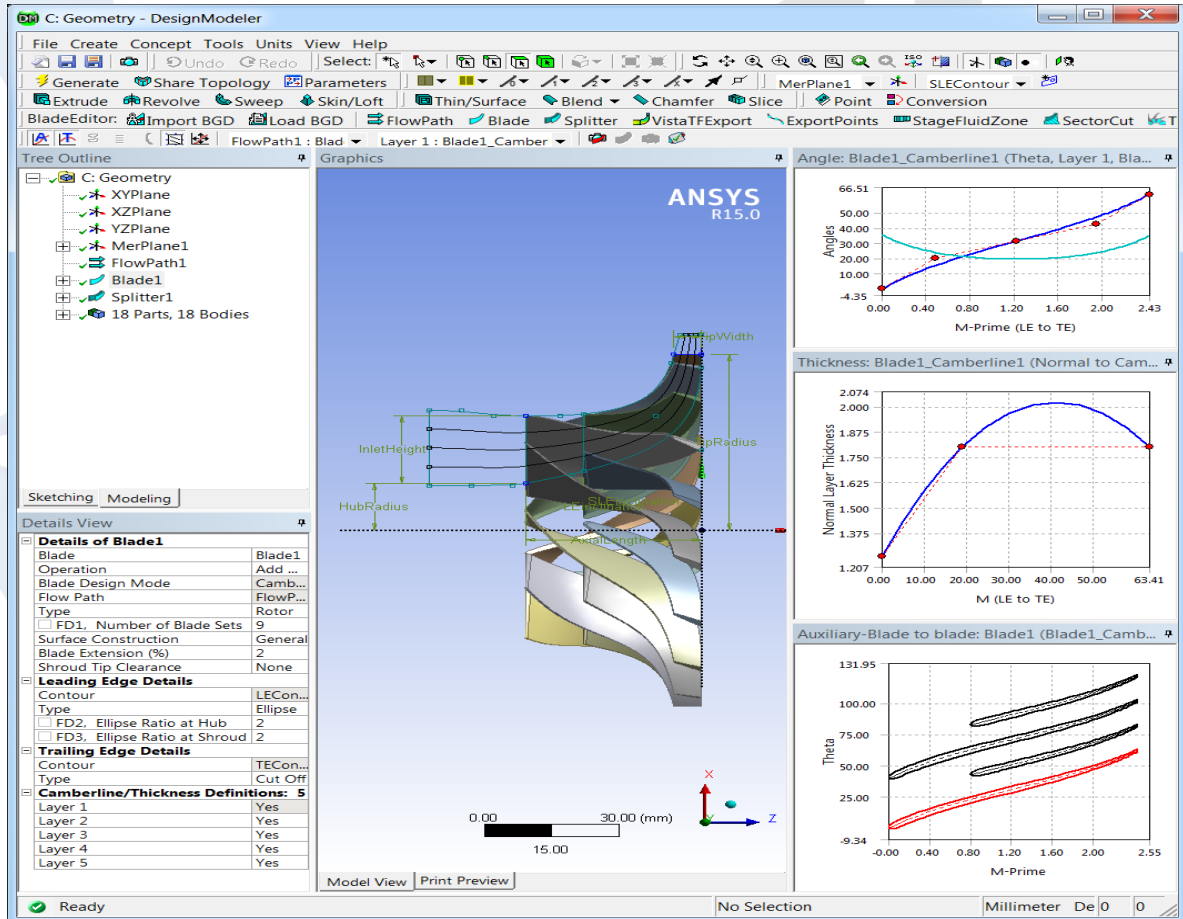 C: Geometry - DesignModeler
File Create Concept Tools Units View Help
Undo Redo Select:
Generate Share Topology Parameters MerPlane1 SLEContour
Extrude Revolve Sweep Skin/Loft Thin/Surface Blend Chamfer Slice Point Conversion
BladeEditor: Import BGD Load BGD FlowPath Blade Splitter VistaTFExport ExportPoints StageFluidZone SectorCut T
FlowPath1 : Blad Layer 1 : Blade1_Camber
Tree Outline
C: Geometry
XYPlane
XZPlane
YZPlane
MerPlane1
FlowPath1
Blade1
Splitter1
18 Parts, 18 Bodies
Sketching Modeling
Details View
Details of Blade1
Blade Blade1
Operation Add ...
Blade Design Mode Camb...
Flow Path FlowP...
Type Rotor
FD1, Number of Blade Sets 9
Surface Construction General
Blade Extension (%) 2
Shroud Tip Clearance None
Leading Edge Details
Contour LECon...
Type Ellipse
FD2, Ellipse Ratio at Hub 2
FD3, Ellipse Ratio at Shroud 2
Trailing Edge Details
Contour TECon...
Type Cut Off
Camberline/Thickness Definitions: 5
Layer 1 Yes
Layer 2 Yes
Layer 3 Yes
Layer 4 Yes
Layer 5 Yes
Graphics
ANSYS
R15.0
ipWidth
InletHeight
pRadius
HubRadius
AxialLength
X
Y
Z
0.00 30.00 (mm)
15.00
Model View Print Preview
Angle: Blade1_Camberline1 (Theta, Layer 1, Bla...
66.51
50.00
40.00
30.00
20.00
10.00
-4.35
Angles
0.00 0.40 0.80 1.20 1.60 2.00 2.43
M-Prime (LE to TE)
Thickness: Blade1_Camberline1 (Normal to Cam...
2.074
2.000
1.875
1.750
1.625
1.500
1.375
1.207
Normal Layer Thickness
0.00 10.00 20.00 30.00 40.00 50.00 63.41
M (LE to TE)
Auxiliary-Blade to blade: Blade1 (Blade1_Camb...
131.95
100.00
75.00
50.00
25.00
-9.34
Theta
-0.00 0.40 0.80 1.20 1.60 2.00 2.55
M-Prime
Ready No Selection Millimeter De 0 0